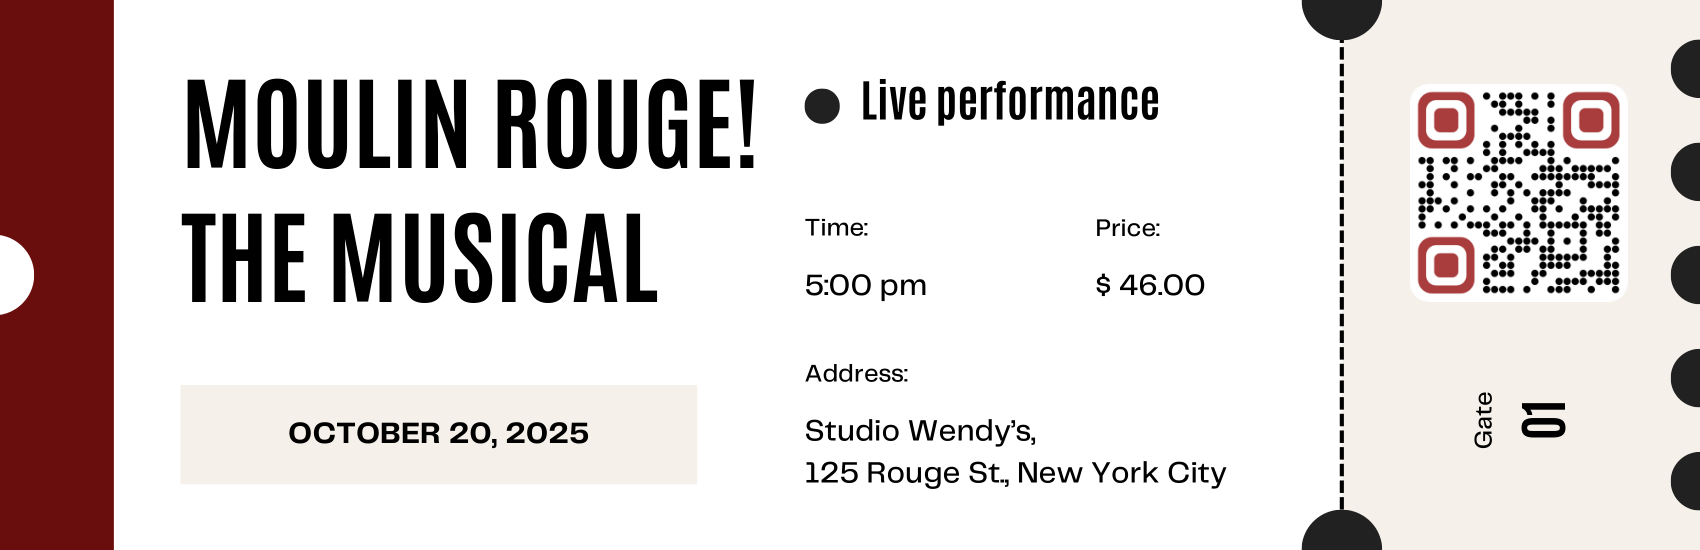 MOULIN ROUGE!
THE MUSICAL
OCTOBER 20, 2025
Live performance
Time:
5:00 pm
Price:
$ 46.00
Address:
Studio Wendy’s,
125 Rouge St., New York City
Gate
01